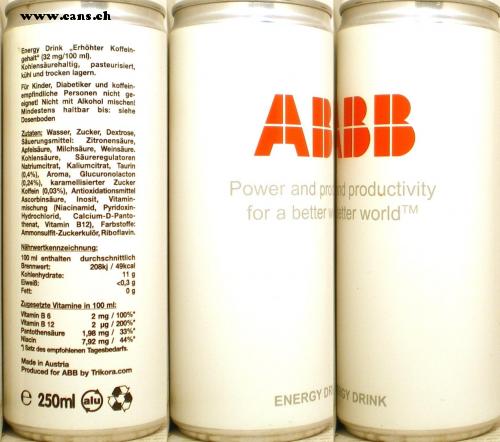 www.cans.ch
Energy Drink „Erhöhter Koffein-
gehalt" (32 mg/100 ml).
Kohlensäurehaltig, pasteurisiert,
kühl und trocken lagern.
Für Kinder, Diabetiker und koffein-
empfindliche Personen nicht ge-
eignet! Nicht mit Alkohol mischen!
Mindestens haltbar bis: siehe
Dosenboden
Zutaten: Wasser, Zucker, Dextrose,
Säuerungsmittel: Zitronensäure,
Apfelsäure, Milchsäure, Weinsäure,
Kohlensäure, Säureregulatoren
Natriumcitrat, Kaliumcitrat, Taurin
(0,4%), Aroma, Glucuronolacton
(0,24%), karamellisierter Zucker
Koffein (0,03%), Antioxidationsmittel
Ascorbinsäure, Inosit, Vitamin-
mischung (Niacinamid, Pyridoxin-
Hydrochlorid, Calcium-D-Panto-
thenat, Vitamin B12), Farbstoffe:
Ammonsulfit-Zuckerkulör, Riboflavin.
Nährwertkennzeichnung:
100 ml enthalten durchschnittlich
Brennwert: 208kj / 49kcal
Kohlenhydrate: 11 g
Eiweiß: <0,3 g
Fett: 0 g
Zugesetzte Vitamine in 100 ml:
Vitamin B 6 2 mg / 100%*
Vitamin B 12 2 µg / 200%*
Pantothensäure 1,98 mg / 33%*
Niacin 7,92 mg / 44%*
*) Satz des empfohlenen Tagesbedarfs.
Made in Austria
Produced for ABB by Trikora.com
e 250ml alu
ABB
Power and pro
for a better w
ENERGY DR
BB
nd productivity
etter world™
RGY DRINK